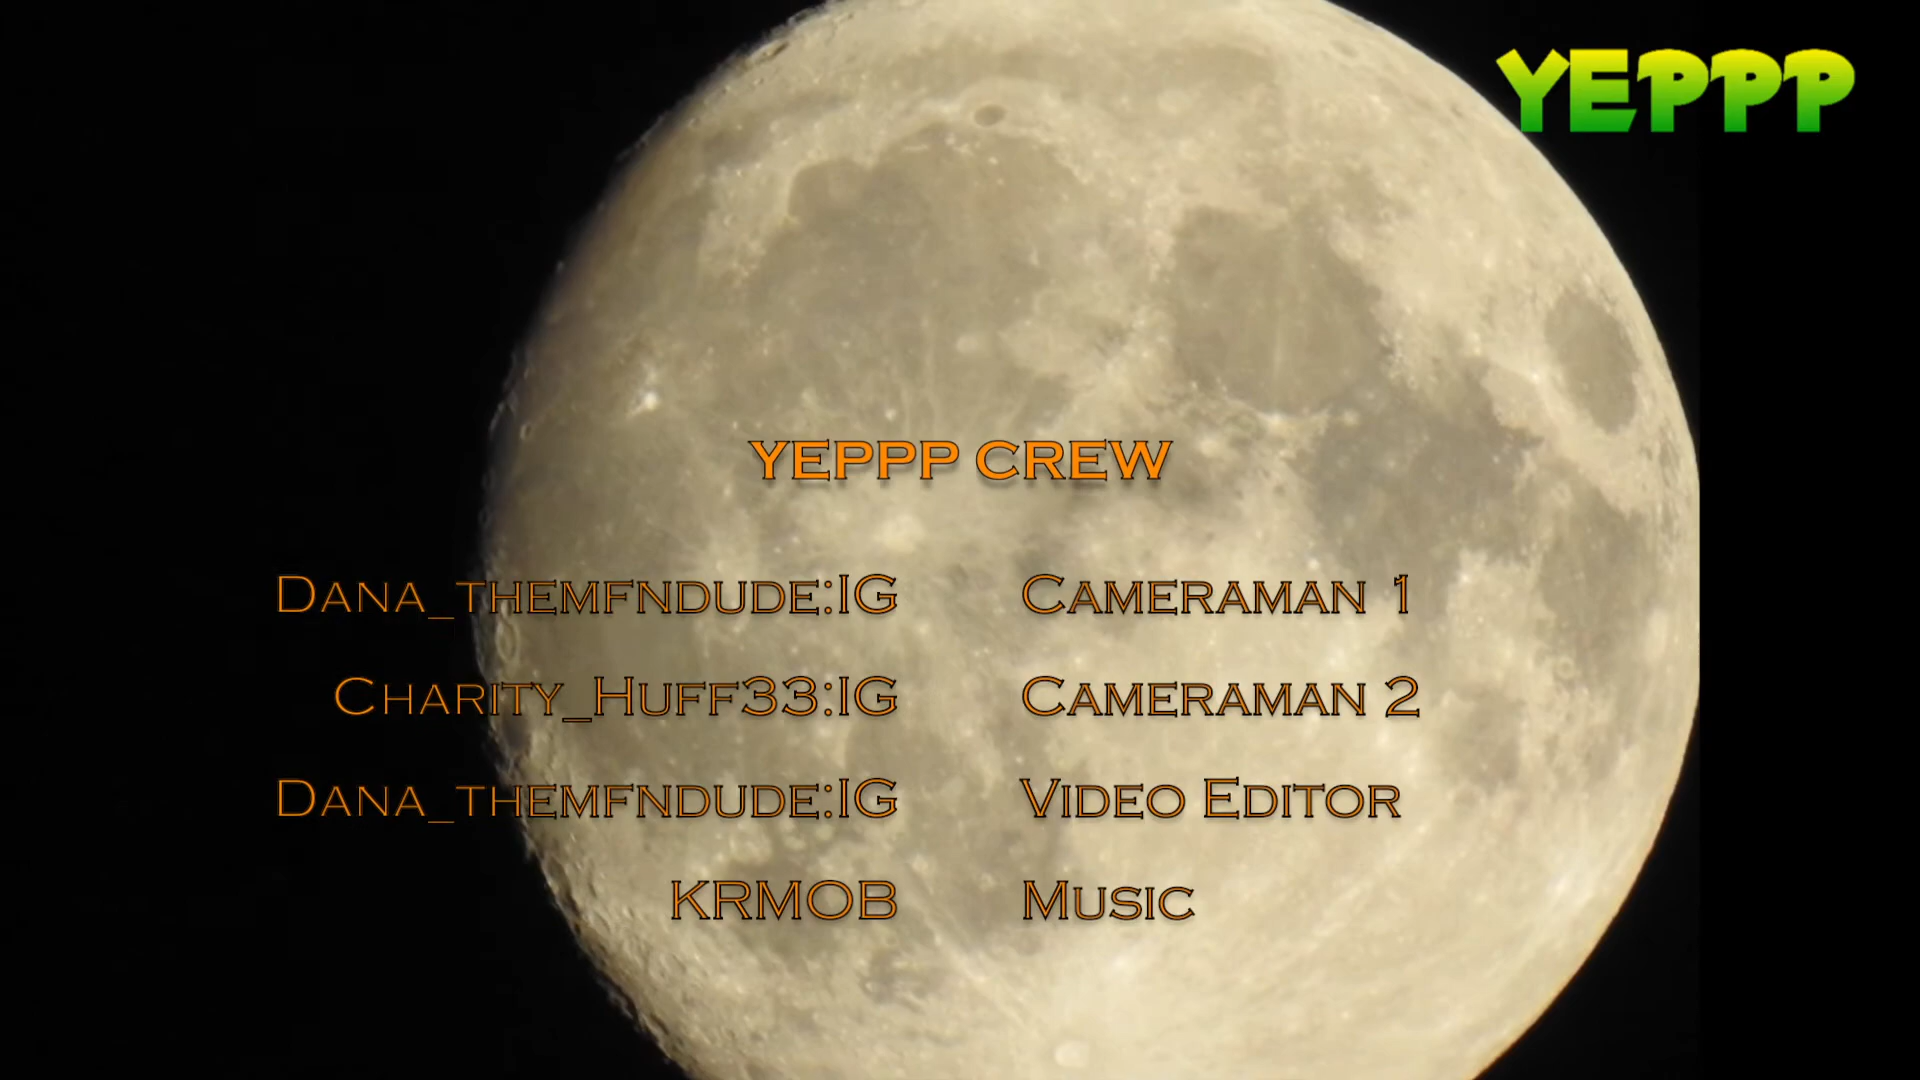 YEPPP
YEPPP CREW
Dana_themfndude:IG Cameraman 1
Charity_Huff33:IG Cameraman 2
Dana_themfndude:IG Video Editor
KRMOB Music